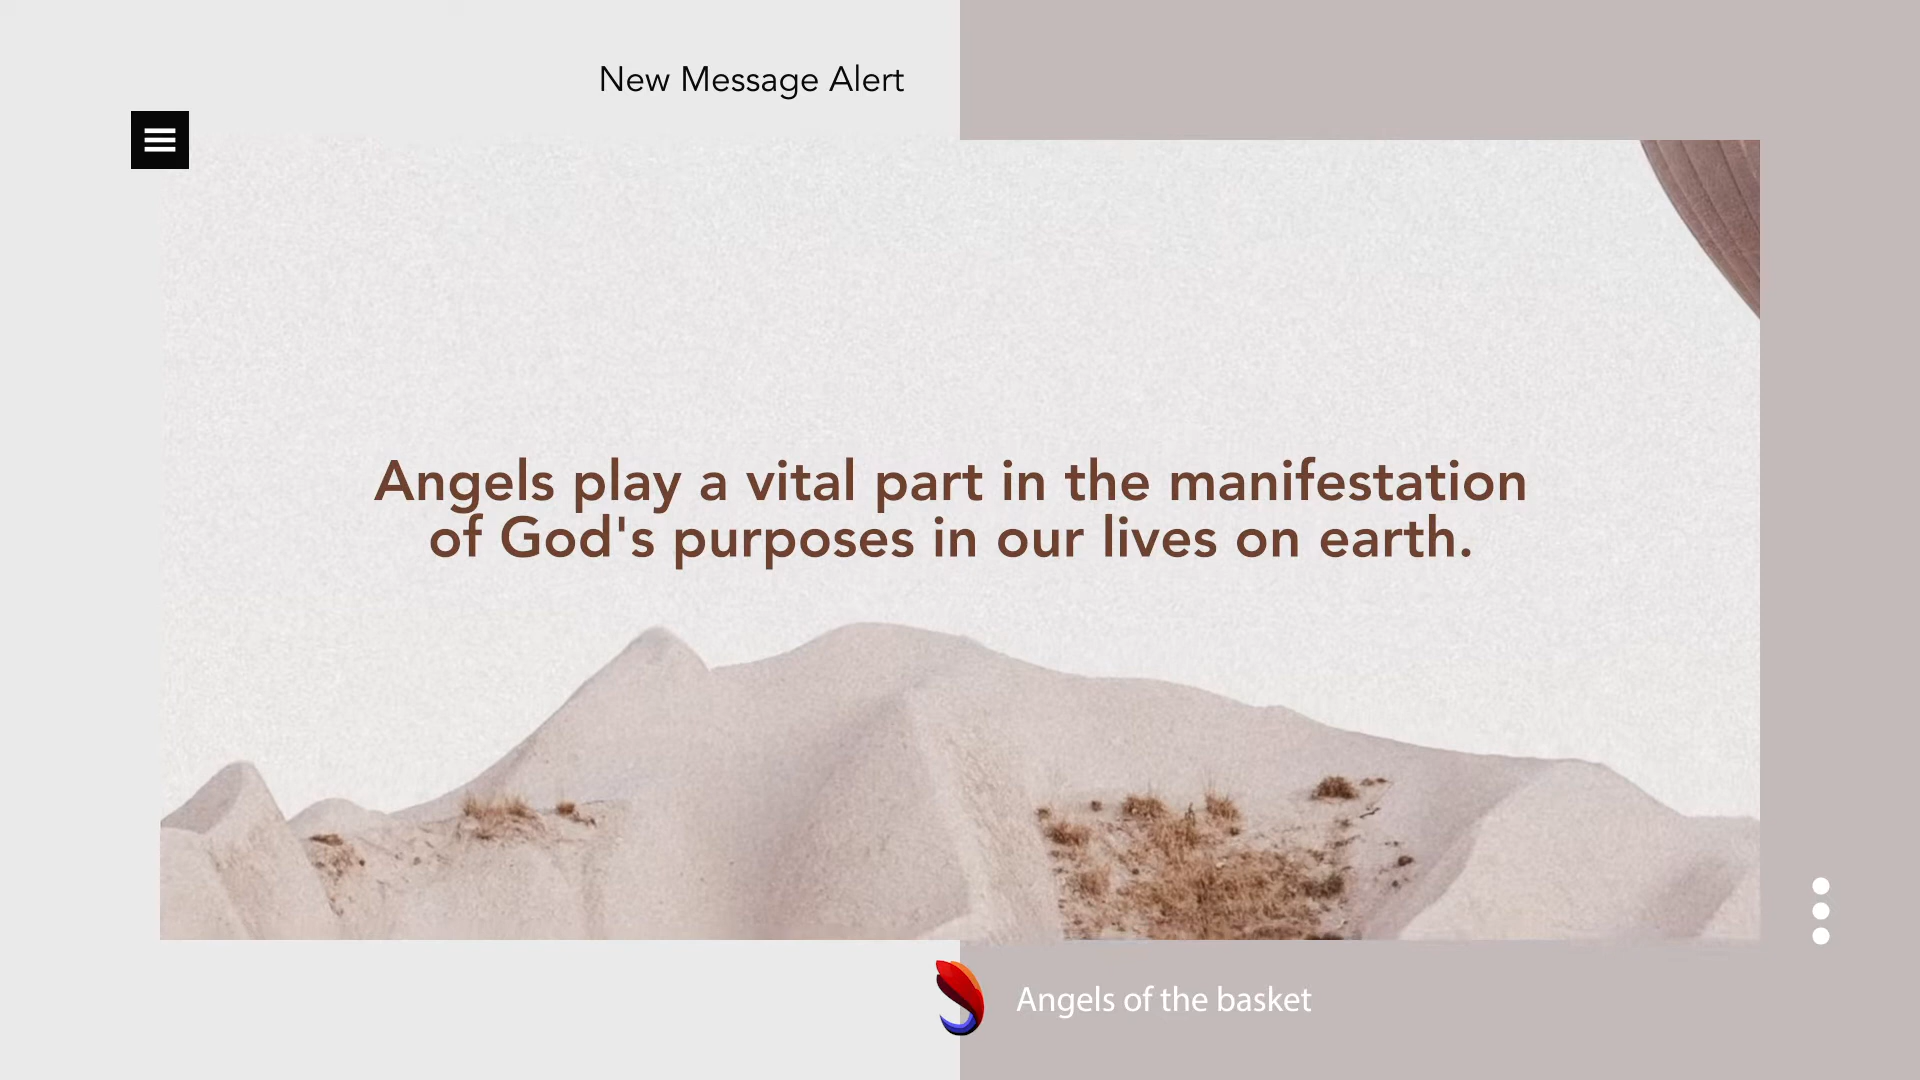 New Message Alert
Angels play a vital part in the manifestation
of God's purposes in our lives on earth.
Angels of the basket